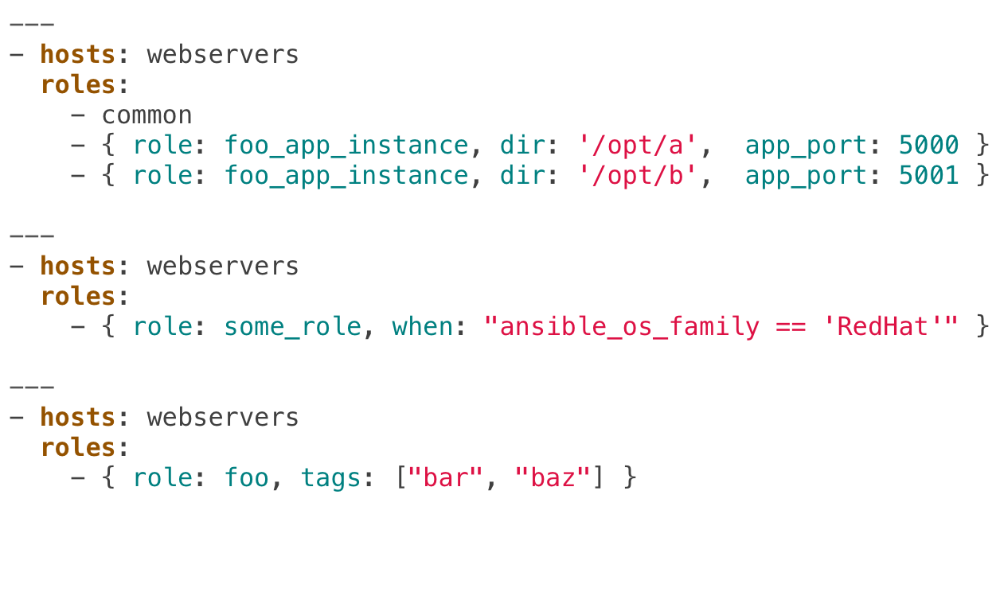 ---
- hosts: webservers
  roles:
    - common
    - { role: foo_app_instance, dir: '/opt/a',  app_port: 5000 }
    - { role: foo_app_instance, dir: '/opt/b',  app_port: 5001 }

---
- hosts: webservers
  roles:
    - { role: some_role, when: "ansible_os_family == 'RedHat'" }

---
- hosts: webservers
  roles:
    - { role: foo, tags: ["bar", "baz"] }